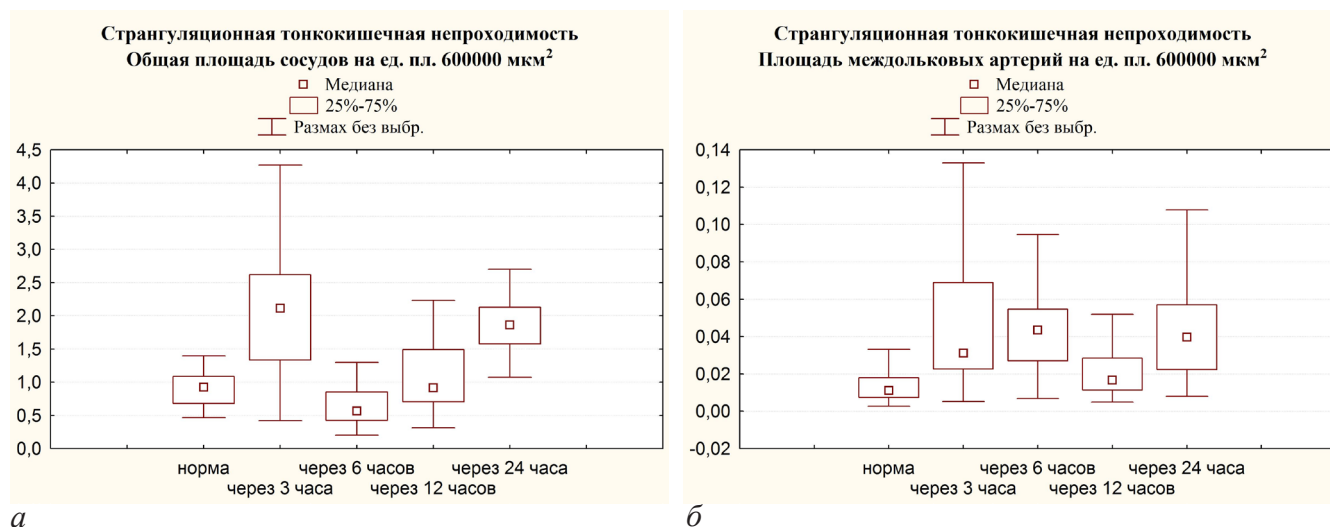 Странгуляционная тонкокишечная непроходимость
Общая площадь сосудов на ед. пл. 600000 мкм²
Медиана
25%-75%
Размах без выбр.
4,5
4,0
3,5
3,0
2,5
2,0
1,5
1,0
0,5
0,0
норма
через 6 часов
через 24 часа
через 3 часа
через 12 часов
а
Странгуляционная тонкокишечная непроходимость
Площадь междольковых артерий на ед. пл. 600000 мкм²
Медиана
25%-75%
Размах без выбр.
0,14
0,12
0,10
0,08
0,06
0,04
0,02
0,00
-0,02
норма
через 6 часов
через 24 часа
через 3 часа
через 12 часов
б